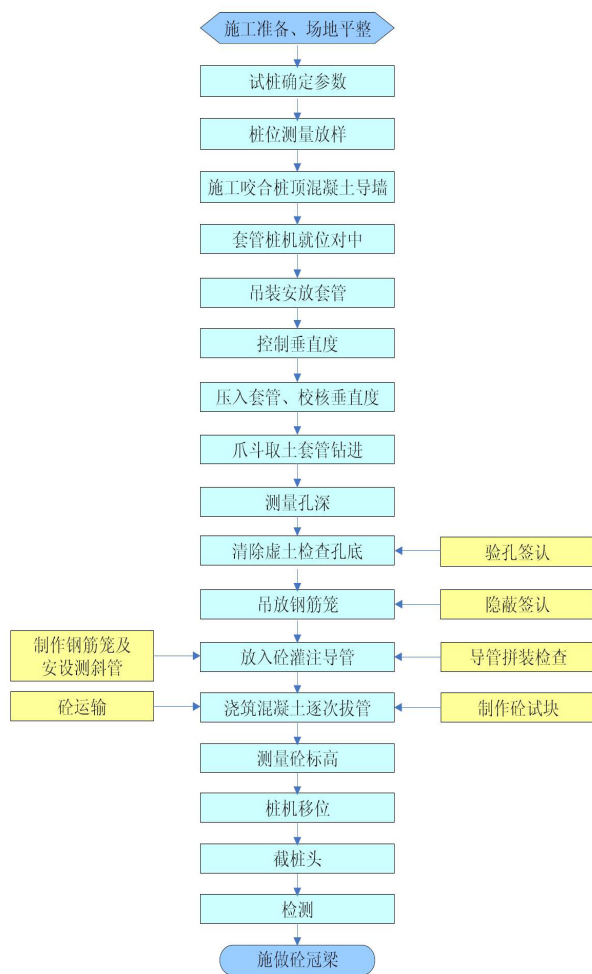 施工准备、场地平整
试桩确定参数
桩位测量放样
施工咬合桩顶混凝土导墙
套管桩机就位对中
吊装安放套管
控制垂直度
压入套管、校核垂直度
爪斗取土套管钻进
测量孔深
清除虚土检查孔底
验孔签认
吊放钢筋笼
隐蔽签认
制作钢筋笼及
安设测斜管
放入砼灌注导管
导管拼装检查
砼运输
浇筑混凝土逐次拔管
制作砼试块
测量砼标高
桩机移位
截桩头
检测
施做砼冠梁